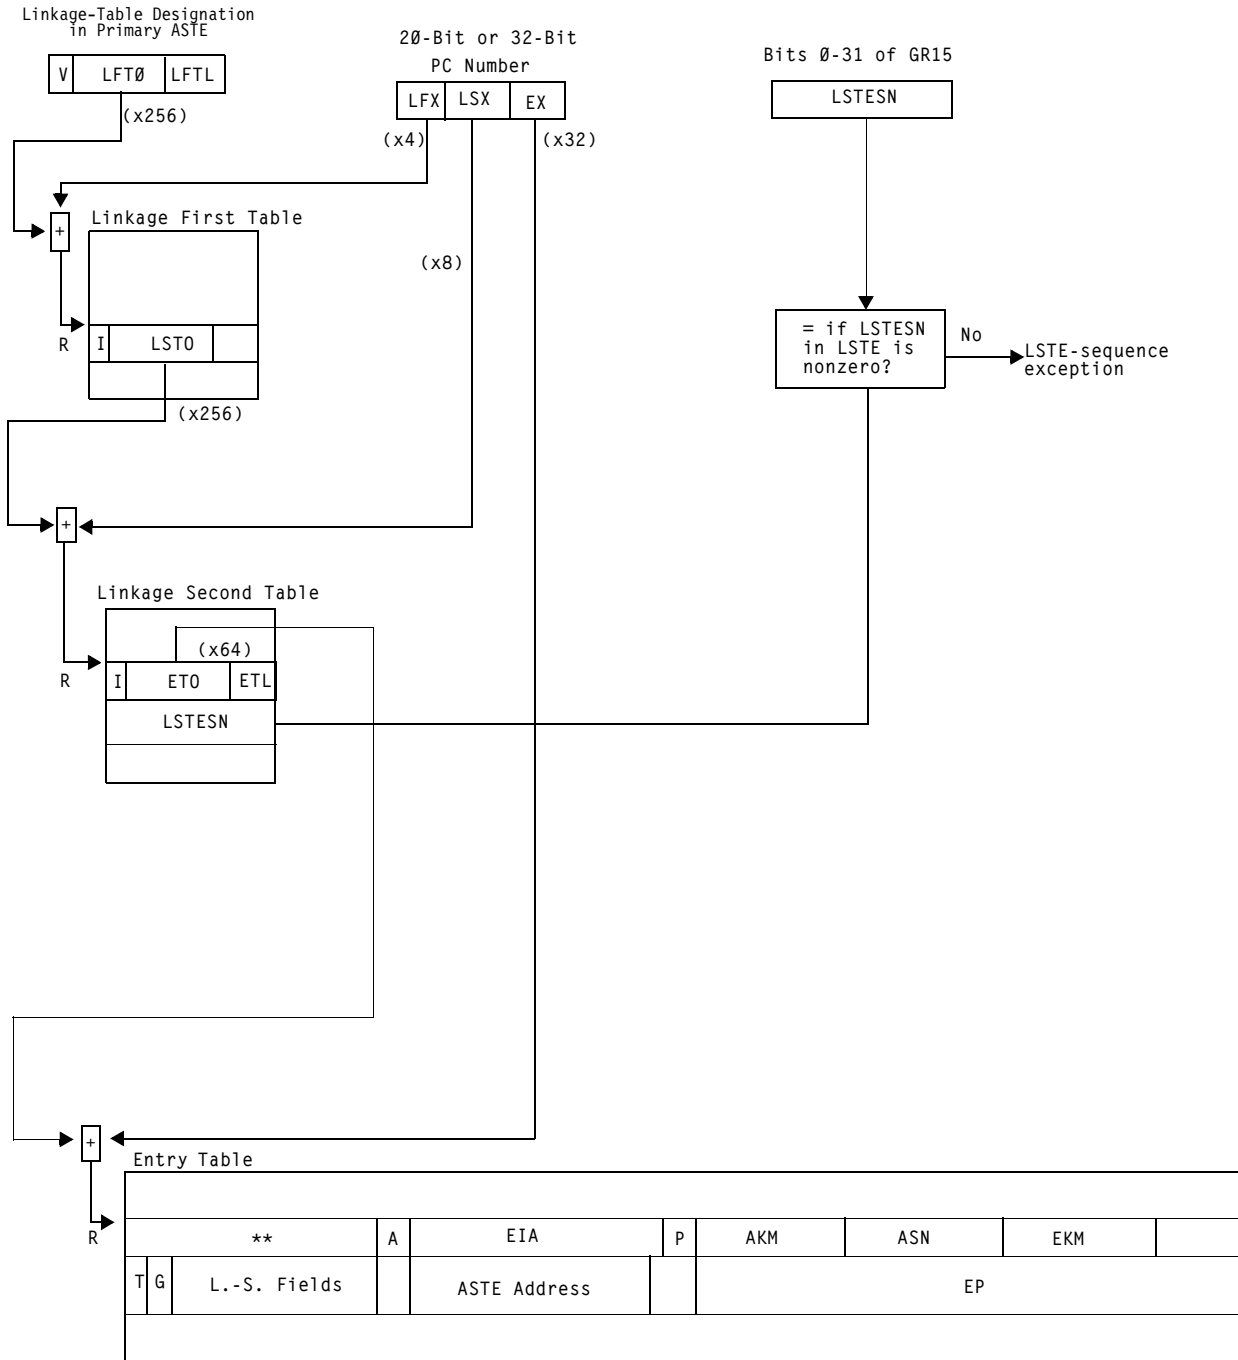 Linkage-Table Designation
in Primary ASTE
V LFTØ LFTL
(x256)
2Ø-Bit or 32-Bit
PC Number
LFX LSX EX
(x4) (x32)
Bits Ø-31 of GR15
LSTESN
+
Linkage First Table
(x8)
R I LSTO
(x256)
= if LSTESN
in LSTE is
nonzero?
No
LSTE-sequence
exception
+
Linkage Second Table
(x64)
R I ETO ETL
LSTESN
+
Entry Table
R ** A EIA P AKM ASN EKM
T G L.-S. Fields ASTE Address EP